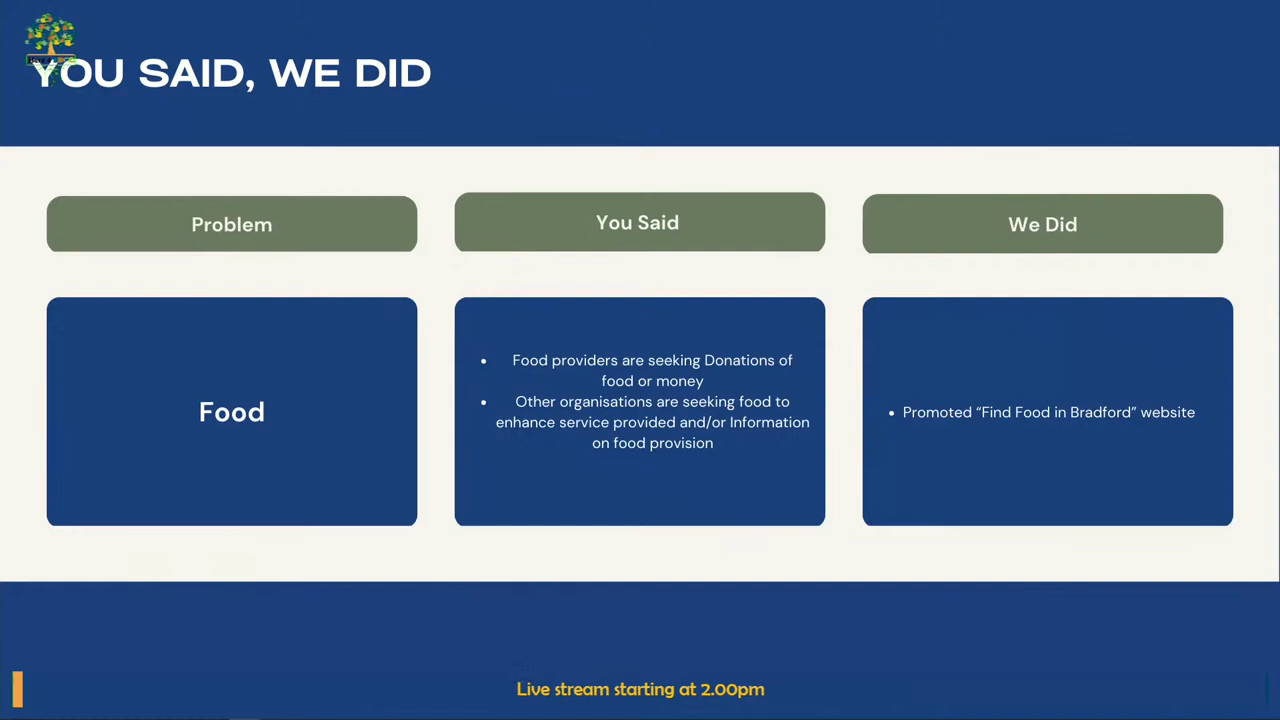 YOU SAID, WE DID
Problem
You Said
We Did
Food
• Food providers are seeking Donations of
food or money
• Other organisations are seeking food to
enhance service provided and/or Information
on food provision
• Promoted “Find Food in Bradford” website
Live stream starting at 2.00pm